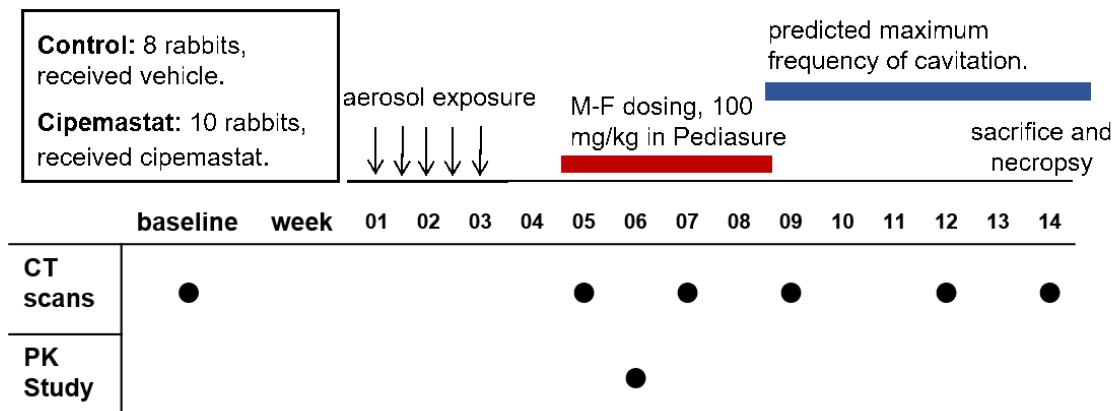 Control: 8 rabbits,
received vehicle.
Cipemastat: 10 rabbits,
received cipemastat.
aerosol exposure
M-F dosing, 100
mg/kg in Pediasure
predicted maximum
frequency of cavitation.
sacrifice and
necropsy
baseline week 01 02 03 04 05 06 07 08 09 10 11 12 13 14
CT
scans
PK
Study